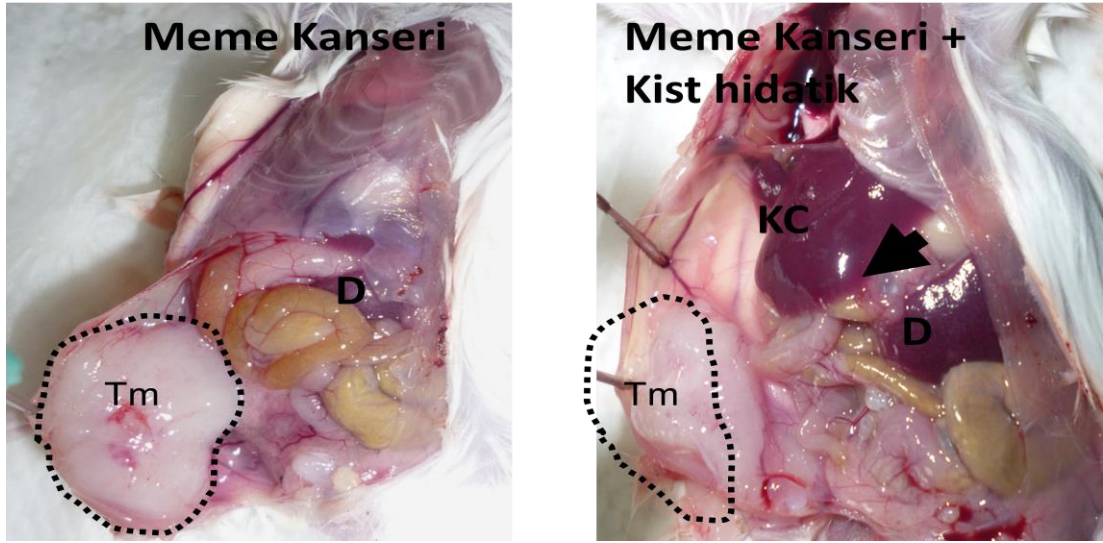 Meme Kanseri
D
Tm
Meme Kanseri +
Kist hidatik
KC
D
Tm